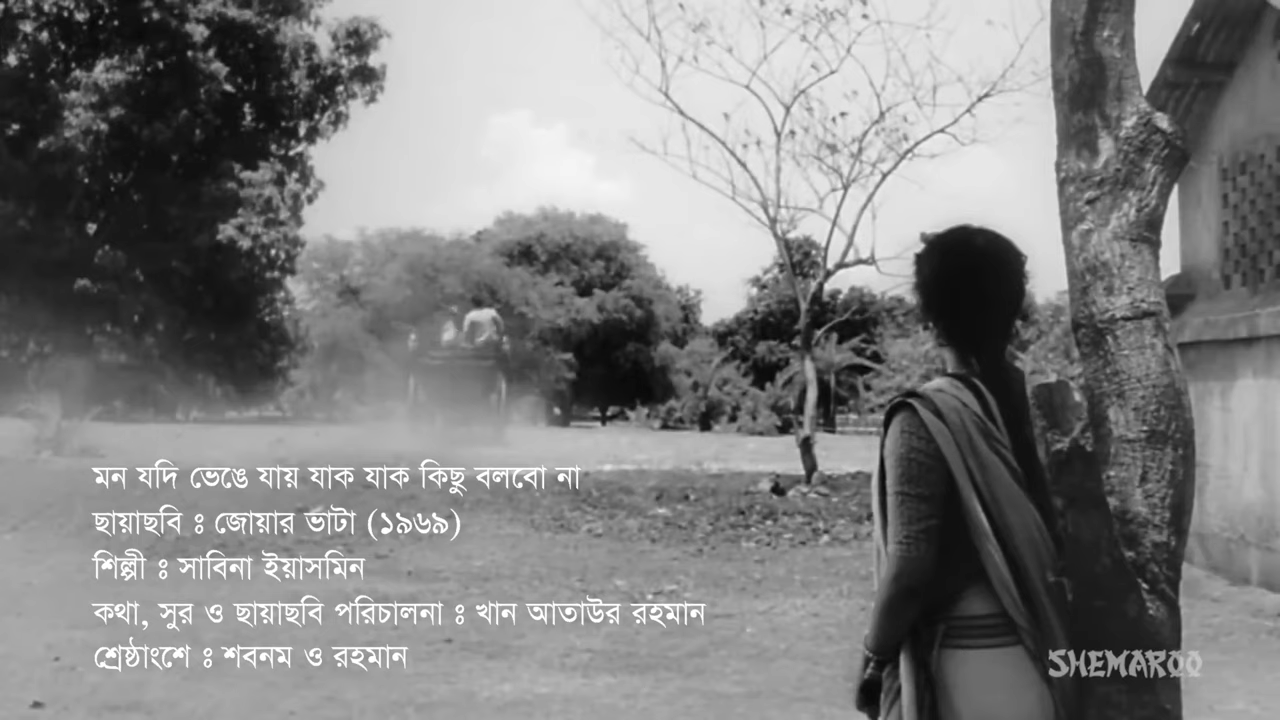 মন যদি ভেঙে যায় যাক যাক কিছু বলবো না
ছায়াছবি ঃ জোয়ার ভাটা (১৯৬৯)
শিল্পী ঃ সাবিনা ইয়াসমিন
কথা, সুর ও ছায়াছবি পরিচালনা ঃ খান আতাউর রহমান
শ্রেষ্ঠাংশে ঃ শবনম ও রহমান
SHEMAROO